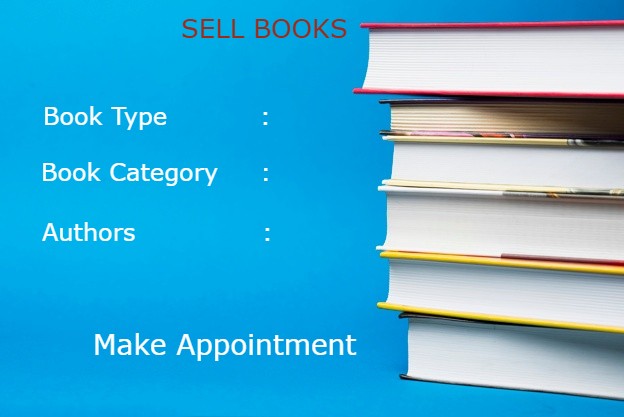 SELL BOOKS
Book Type :
Book Category :
Authors :
Make Appointment